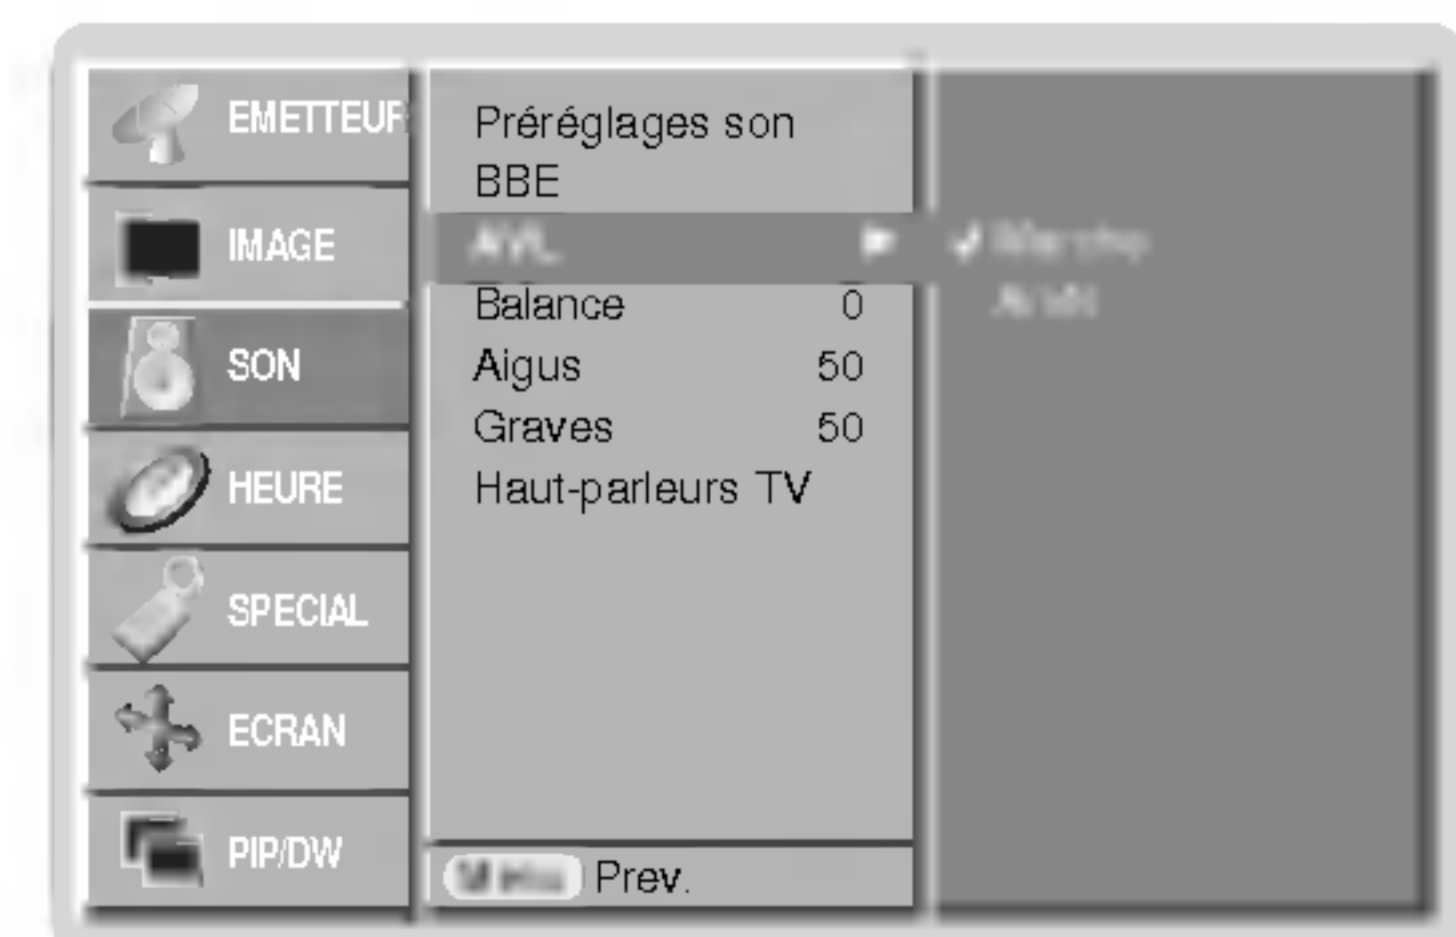 EMETTEUR
IMAGE
SON
HEURE
SPECIAL
ECRAN
PIP/DW
Préréglages son
BBE
AVL
Balance 0
Aigus 50
Graves 50
Haut-parleurs TV
Prev.